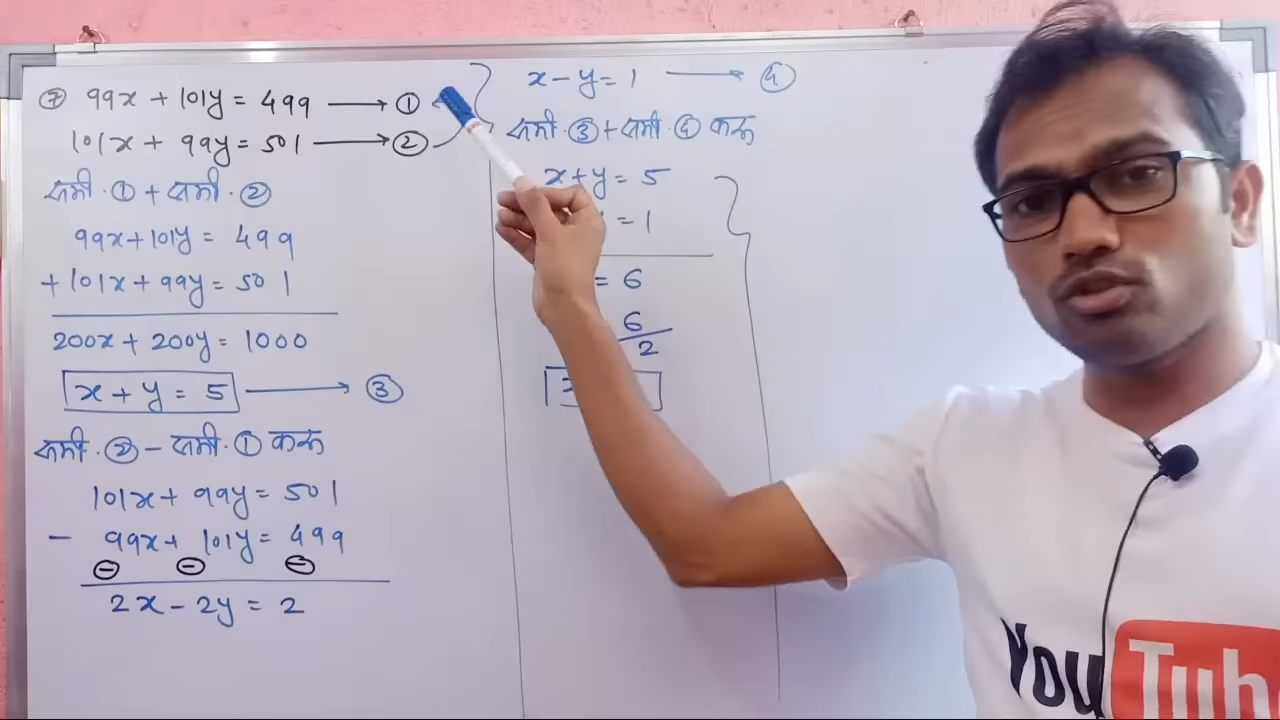 ⑦ 99x + 101y = 499 ⟶ ①
101x + 99y = 501 ⟶ ②
समी. ① + समी. ②
99x + 101y = 499
+ 101x + 99y = 501
200x + 200y = 1000
x + y = 5 ⟶ ③
समी. ② - समी. ① करू
101x + 99y = 501
- 99x + 101y = 499
⊖ ⊖ ⊖
2x - 2y = 2
x - y = 1 ⟶ ④
समी. ③ + समी. ④ करू
x + y = 5
= 1
= 6
6
2
You Tub